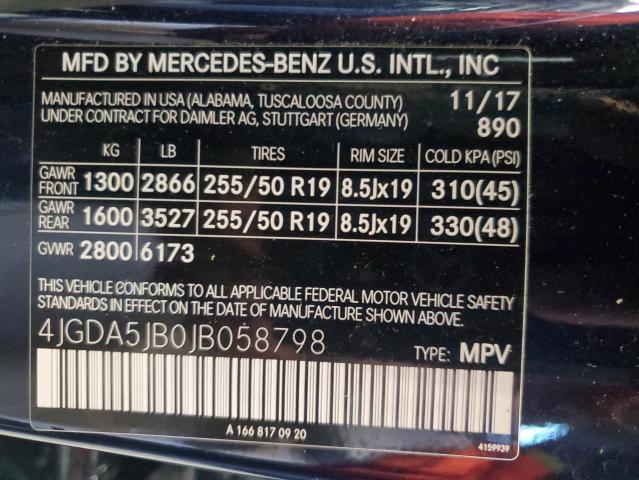 MFD BY MERCEDES-BENZ U.S. INTL., INC
MANUFACTURED IN USA (ALABAMA, TUSCALOOSA COUNTY) 11/17
UNDER CONTRACT FOR DAIMLER AG, STUTTGART (GERMANY) 890
KG LB TIRES RIM SIZE COLD KPA (PSI)
GAWR FRONT 1300 2866 255/50 R19 8.5Jx19 310(45)
GAWR REAR 1600 3527 255/50 R19 8.5Jx19 330(48)
GVWR 2800 6173
THIS VEHICLE CONFORMS TO ALL APPLICABLE FEDERAL MOTOR VEHICLE SAFETY
STANDARDS IN EFFECT ON THE DATE OF MANUFACTURE SHOWN ABOVE.
4JGDA5JB0JB058798 TYPE: MPV
A 166 817 09 20
4159939